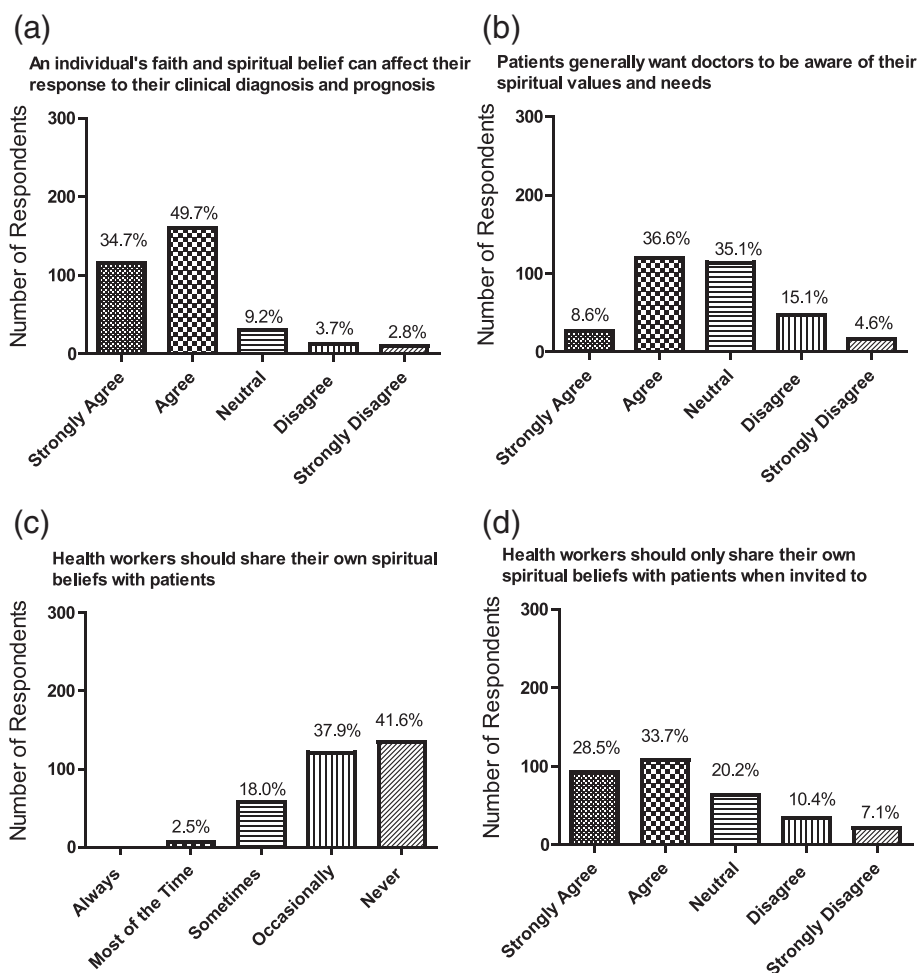 (a)
An individual's faith and spiritual belief can affect their
response to their clinical diagnosis and prognosis
Number of Respondents
300
200
100
0
34.7%
49.7%
9.2%
3.7%
2.8%
Strongly Agree
Agree
Neutral
Disagree
Strongly Disagree
(b)
Patients generally want doctors to be aware of their
spiritual values and needs
Number of Respondents
300
200
100
0
8.6%
36.6%
35.1%
15.1%
4.6%
Strongly Agree
Agree
Neutral
Disagree
Strongly Disagree
(c)
Health workers should share their own spiritual
beliefs with patients
Number of Respondents
300
200
100
0
2.5%
18.0%
37.9%
41.6%
Always
Most of the Time
Sometimes
Occasionally
Never
(d)
Health workers should only share their own
spiritual beliefs with patients when invited to
Number of Respondents
300
200
100
0
28.5%
33.7%
20.2%
10.4%
7.1%
Strongly Agree
Agree
Neutral
Disagree
Strongly Disagree